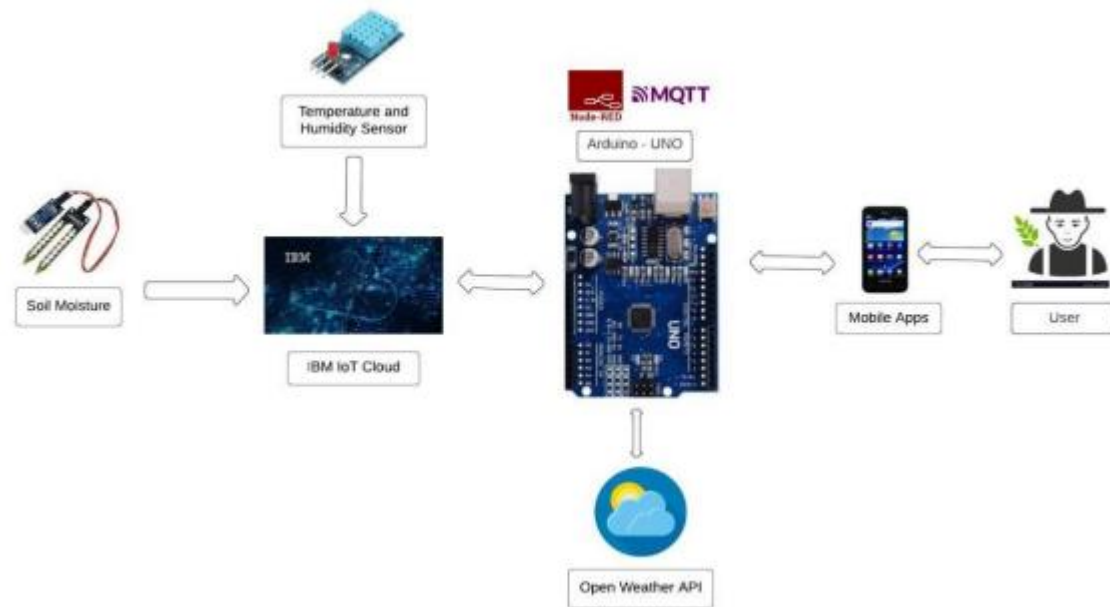 Temperature and
Humidity Sensor
Node-RED
MQTT
Arduino - UNO
Soil Moisture
IBM
IBM IoT Cloud
UNO
Mobile Apps
User
Open Weather API